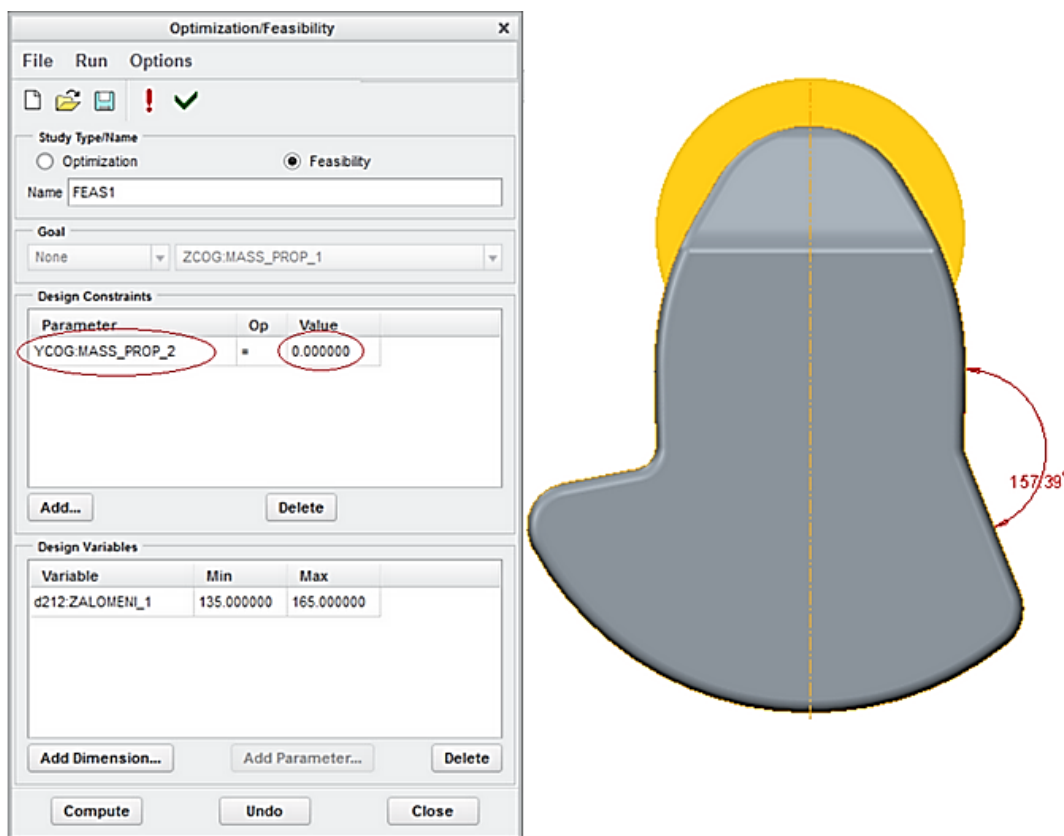 Optimization/Feasibility x
File Run Options
Study Type/Name
Optimization Feasibility
Name FEAS1
Goal
None ZCOG:MASS_PROP_1
Design Constraints
Parameter Op Value
YCOG:MASS_PROP_2 = 0.000000
Add... Delete
Design Variables
Variable Min Max
d212:ZALOMENI_1 135.000000 165.000000
Add Dimension... Add Parameter... Delete
Compute Undo Close
157.39°